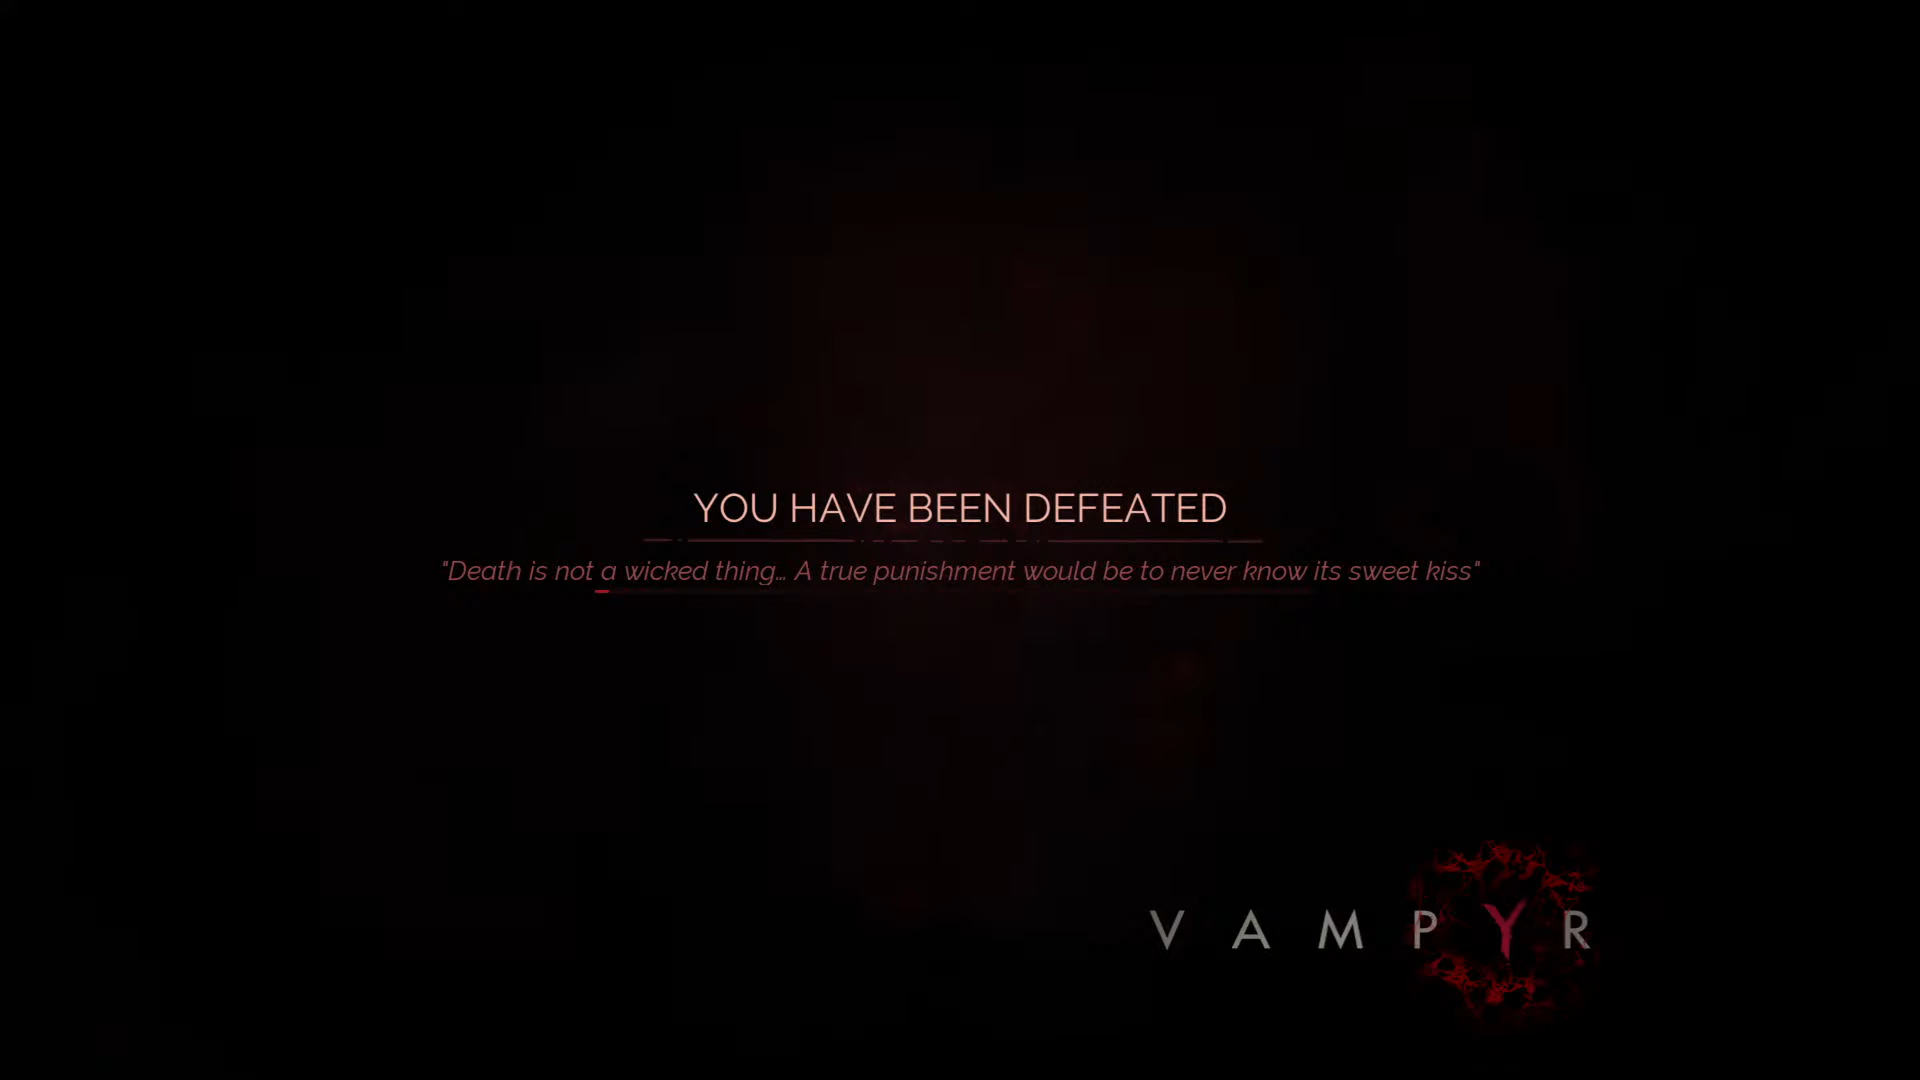 YOU HAVE BEEN DEFEATED
"Death is not a wicked thing... A true punishment would be to never know its sweet kiss"
VAMPYR